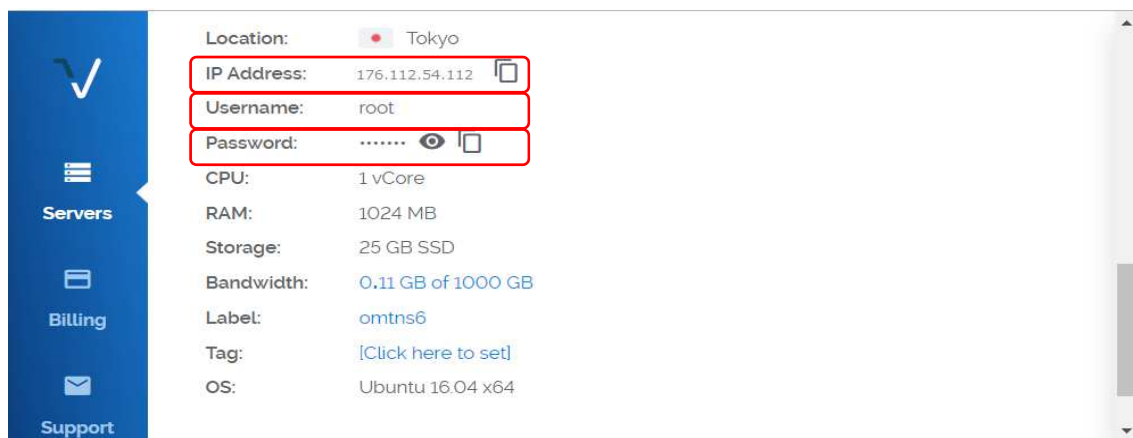 Location: Tokyo
IP Address: 176.112.54.112
Username: root
Password: ·······
CPU: 1 vCore
RAM: 1024 MB
Servers
Storage: 25 GB SSD
Bandwidth: 0.11 GB of 1000 GB
Billing
Label: omtns6
Tag: [Click here to set]
OS: Ubuntu 16.04 x64
Support